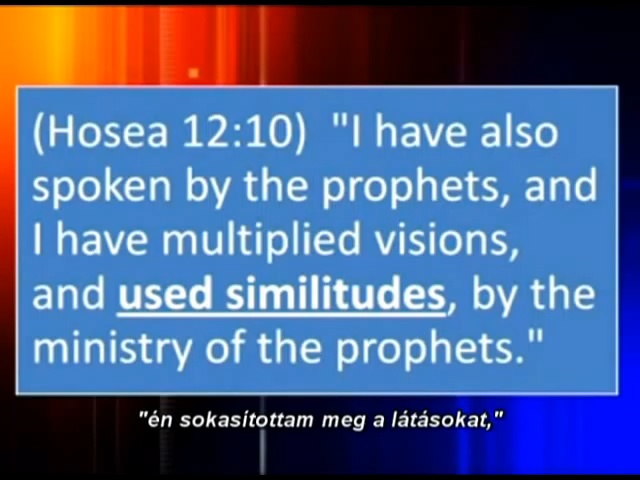 (Hosea 12:10)  "I have also
spoken by the prophets, and
I have multiplied visions,
and used similitudes, by the
ministry of the prophets."
"én sokasítottam meg a látásokat,"